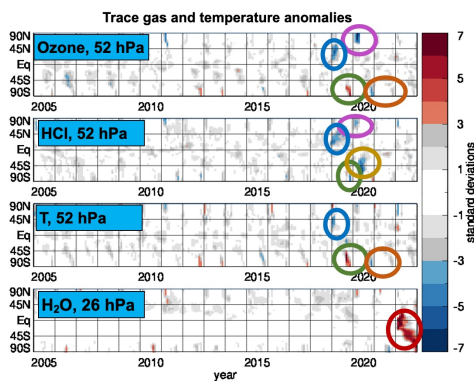 Trace gas and temperature anomalies
90N
45N
Eq
45S
90S
Ozone, 52 hPa
2005 2010 2015 2020
90N
45N
Eq
45S
90S
HCl, 52 hPa
2005 2010 2015 2020
90N
45N
Eq
45S
90S
T, 52 hPa
2005 2010 2015 2020
90N
45N
Eq
45S
90S
H₂O, 26 hPa
2005 2010 2015 2020
year
7
5
3
1
-1
-3
-5
-7
standard deviations